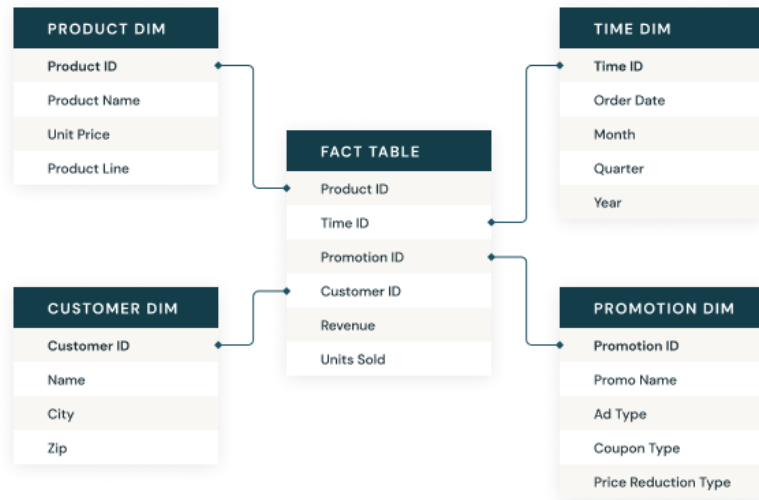 PRODUCT DIM
Product ID
Product Name
Unit Price
Product Line
TIME DIM
Time ID
Order Date
Month
Quarter
Year
FACT TABLE
Product ID
Time ID
Promotion ID
Customer ID
Revenue
Units Sold
CUSTOMER DIM
Customer ID
Name
City
Zip
PROMOTION DIM
Promotion ID
Promo Name
Ad Type
Coupon Type
Price Reduction Type